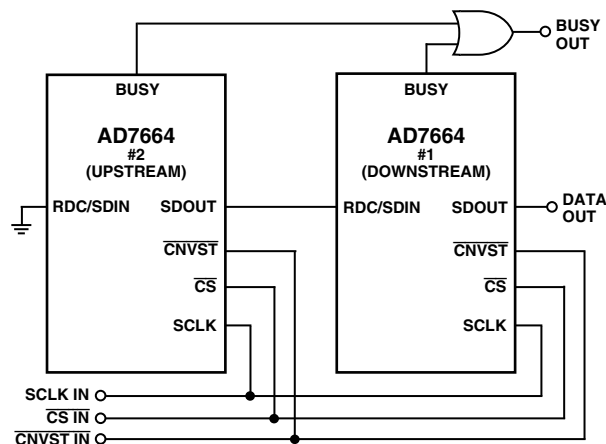 BUSY
OUT
BUSY
BUSY
AD7664
#2
(UPSTREAM)
AD7664
#1
(DOWNSTREAM)
RDC/SDIN
SDOUT
RDC/SDIN
SDOUT
DATA
OUT
CNVST
CNVST
CS
CS
SCLK
SCLK
SCLK IN
CS IN
CNVST IN